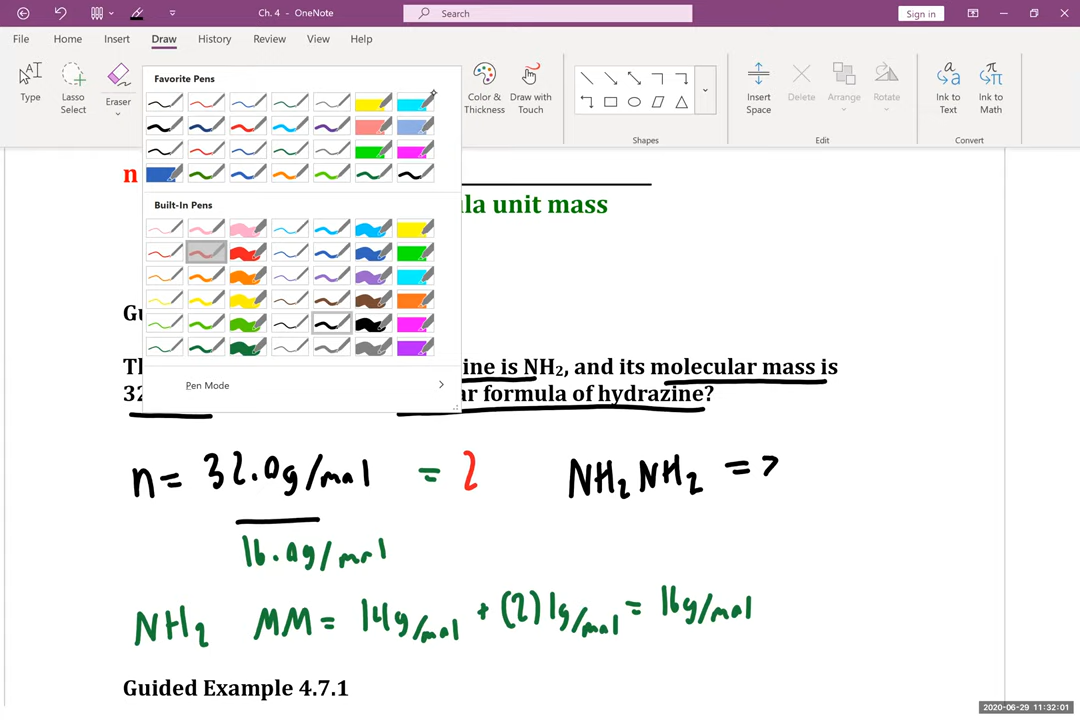 Ch. 4 - OneNote
Search
Sign in
File Home Insert Draw History Review View Help
Type
Lasso Select
Eraser
Favorite Pens
Built-In Pens
Pen Mode
Color & Thickness
Draw with Touch
Shapes
Insert Space
Delete
Arrange
Rotate
Edit
Ink to Text
Ink to Math
Convert
n
la unit mass
Gu
Th ine is NH₂, and its molecular mass is
32 ar formula of hydrazine?
n= 32.0g/mol = 2 NH₂NH₂ =
16.0g/mol
NH₂ MM= 14g/mol + (2)1g/mol = 16g/mol
Guided Example 4.7.1
2020-06-29 11:32:01